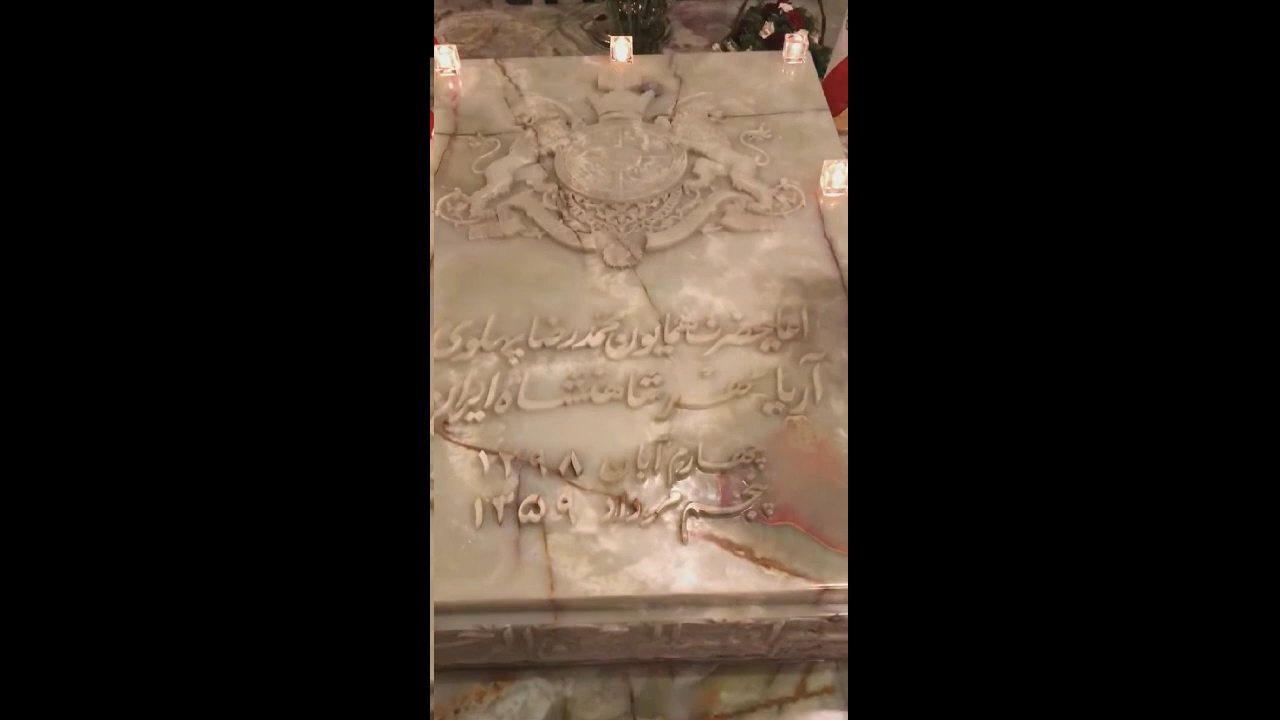 اعلیحضرت همایون محمدرضا پهلوی
آریامهر شاهنشاه ایران
چهارم آبان ۱۲۹۸
پنجم مرداد ۱۳۵۹